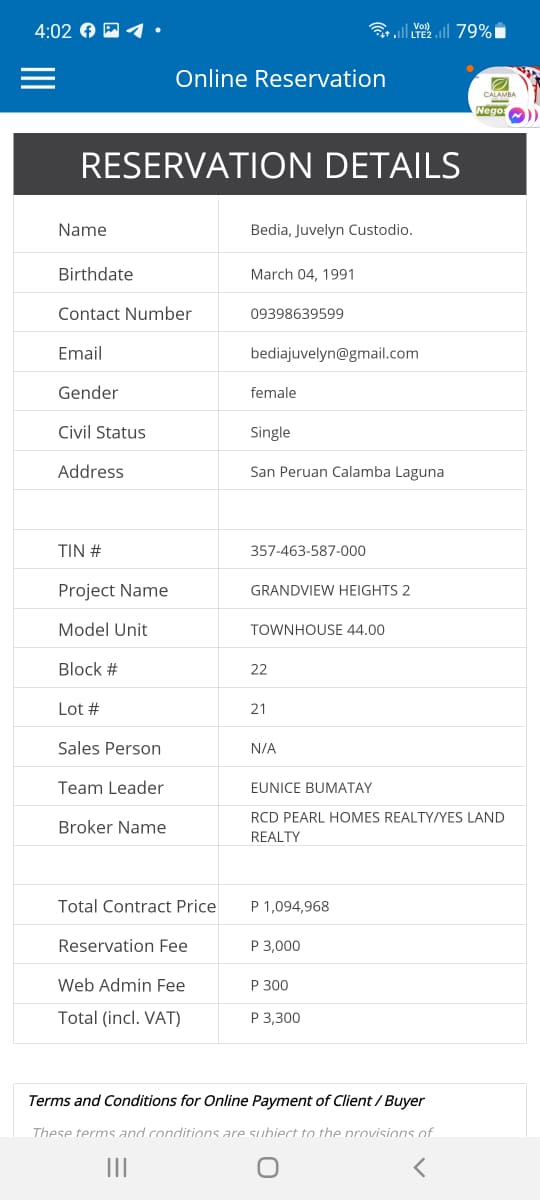 4:02
Vo)) LTE2 79%
Online Reservation
CALAMBA
RESERVATION DETAILS
Name Bedia, Juvelyn Custodio.
Birthdate March 04, 1991
Contact Number 09398639599
Email bediajuvelyn@gmail.com
Gender female
Civil Status Single
Address San Peruan Calamba Laguna
TIN # 357-463-587-000
Project Name GRANDVIEW HEIGHTS 2
Model Unit TOWNHOUSE 44.00
Block # 22
Lot # 21
Sales Person N/A
Team Leader EUNICE BUMATAY
Broker Name RCD PEARL HOMES REALTY/YES LAND
REALTY
Total Contract Price P 1,094,968
Reservation Fee P 3,000
Web Admin Fee P 300
Total (incl. VAT) P 3,300
Terms and Conditions for Online Payment of Client / Buyer
These terms and conditions are subject to the provisions of